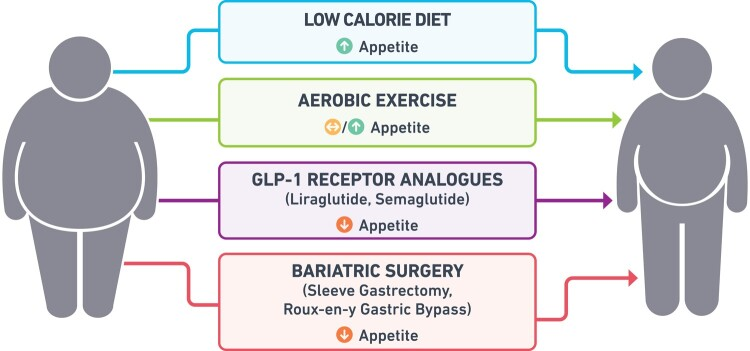 LOW CALORIE DIET
↑ Appetite
AEROBIC EXERCISE
↔/↑ Appetite
GLP-1 RECEPTOR ANALOGUES
(Liraglutide, Semaglutide)
↓ Appetite
BARIATRIC SURGERY
(Sleeve Gastrectomy,
Roux-en-y Gastric Bypass)
↓ Appetite